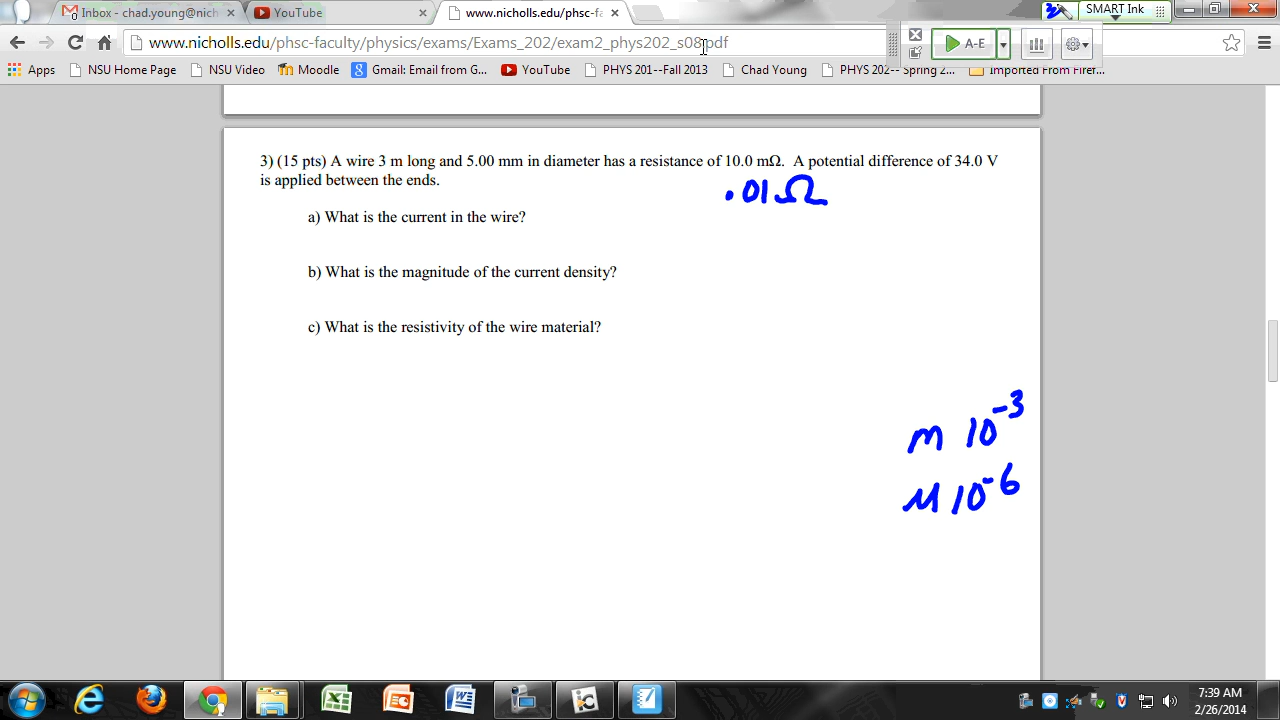 Inbox - chad.young@nich
YouTube
www.nicholls.edu/phsc-fa
SMART Ink
www.nicholls.edu/phsc-faculty/physics/exams/Exams_202/exam2_phys202_s08.pdf
A-E
Apps
NSU Home Page
NSU Video
Moodle
Gmail: Email from G...
YouTube
PHYS 201--Fall 2013
Chad Young
PHYS 202-- Spring 2...
Imported From Firef...
3) (15 pts) A wire 3 m long and 5.00 mm in diameter has a resistance of 10.0 mΩ. A potential difference of 34.0 V
is applied between the ends.
.01Ω
a) What is the current in the wire?
b) What is the magnitude of the current density?
c) What is the resistivity of the wire material?
m 10⁻³
μ 10⁻⁶
7:39 AM
2/26/2014